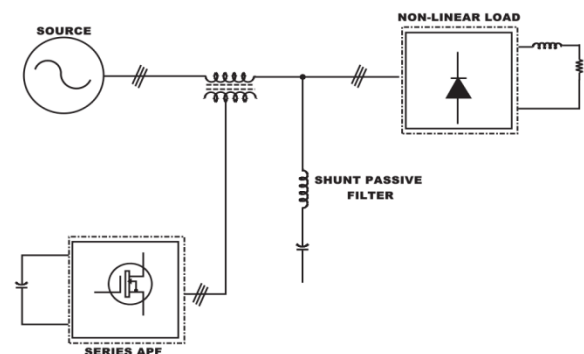 NON-LINEAR LOAD
SOURCE
SHUNT PASSIVE
FILTER
SERIES APF